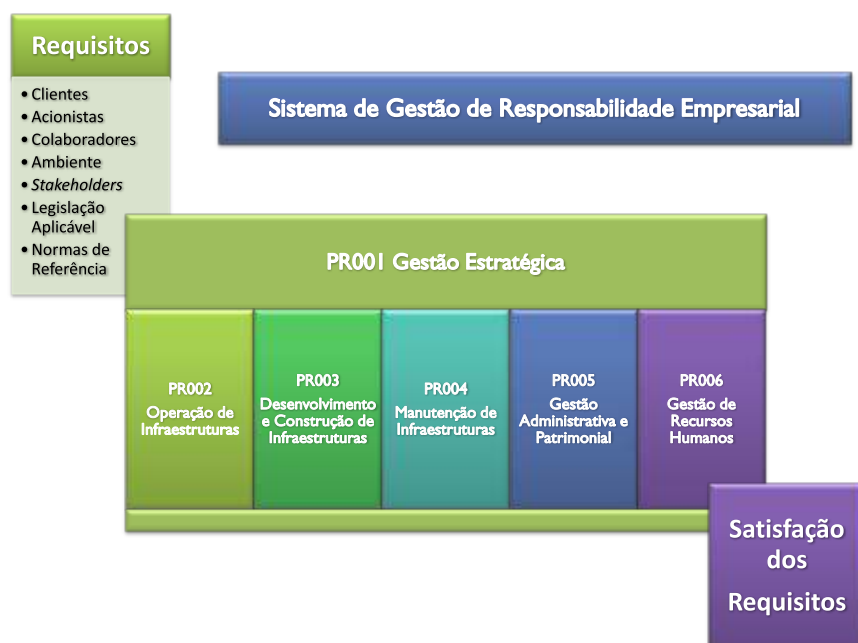 Requisitos
• Clientes
• Acionistas
• Colaboradores
• Ambiente
• Stakeholders
• Legislação
Aplicável
• Normas de
Referência
Sistema de Gestão de Responsabilidade Empresarial
PR001 Gestão Estratégica
PR002
Operação de
Infraestruturas
PR003
Desenvolvimento
e Construção de
Infraestruturas
PR004
Manutenção de
Infraestruturas
PR005
Gestão
Administrativa e
Patrimonial
PR006
Gestão de
Recursos
Humanos
Satisfação
dos
Requisitos